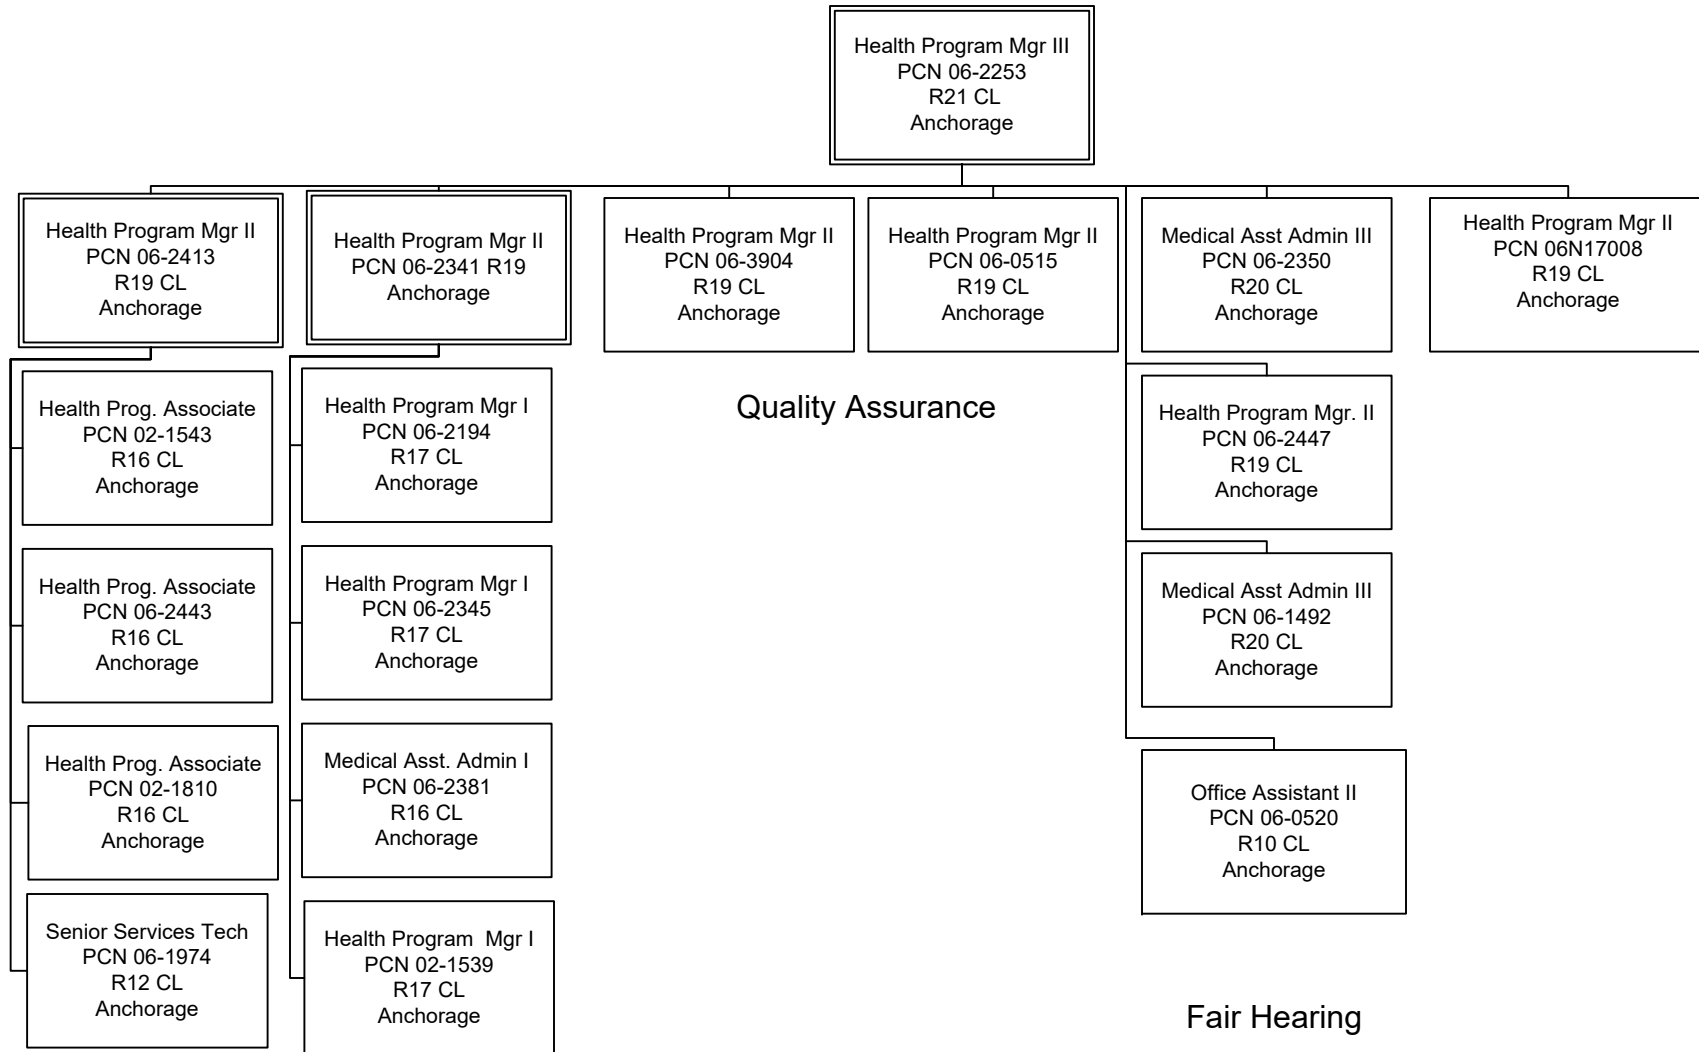 Health Program Mgr III
PCN 06-2253
R21 CL
Anchorage
Health Program Mgr II
PCN 06-2413
R19 CL
Anchorage
Health Program Mgr II
PCN 06-2341 R19
Anchorage
Health Program Mgr II
PCN 06-3904
R19 CL
Anchorage
Health Program Mgr II
PCN 06-0515
R19 CL
Anchorage
Medical Asst Admin III
PCN 06-2350
R20 CL
Anchorage
Health Program Mgr II
PCN 06N17008
R19 CL
Anchorage
Health Prog. Associate
PCN 02-1543
R16 CL
Anchorage
Health Program Mgr I
PCN 06-2194
R17 CL
Anchorage
Quality Assurance
Health Program Mgr. II
PCN 06-2447
R19 CL
Anchorage
Health Prog. Associate
PCN 06-2443
R16 CL
Anchorage
Health Program Mgr I
PCN 06-2345
R17 CL
Anchorage
Medical Asst Admin III
PCN 06-1492
R20 CL
Anchorage
Health Prog. Associate
PCN 02-1810
R16 CL
Anchorage
Medical Asst. Admin I
PCN 06-2381
R16 CL
Anchorage
Office Assistant II
PCN 06-0520
R10 CL
Anchorage
Senior Services Tech
PCN 06-1974
R12 CL
Anchorage
Health Program  Mgr I
PCN 02-1539
R17 CL
Anchorage
Fair Hearing